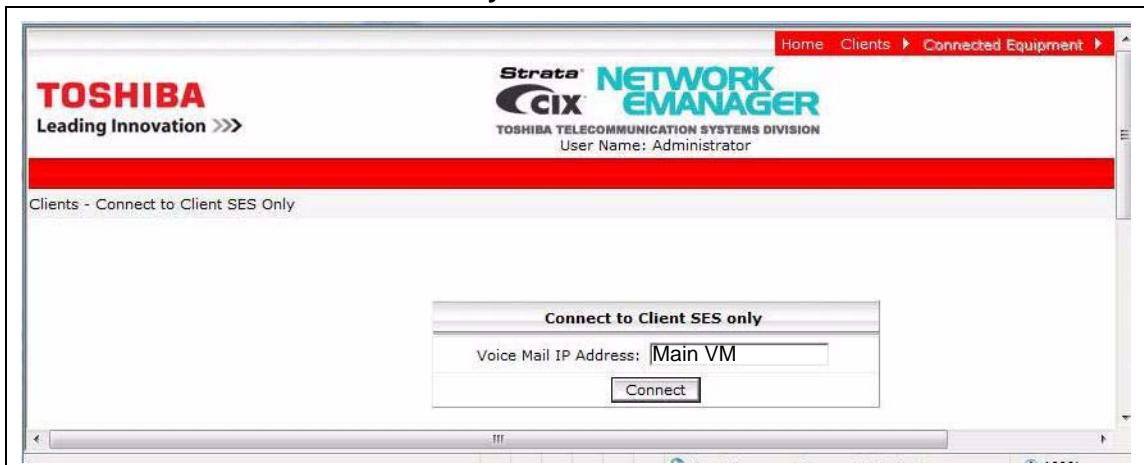 Home Clients Connected Equipment
TOSHIBA
Leading Innovation >>>
Strata CIX NETWORK EMANAGER
TOSHIBA TELECOMMUNICATION SYSTEMS DIVISION
User Name: Administrator
Clients - Connect to Client SES Only
Connect to Client SES only
Voice Mail IP Address: Main VM
Connect